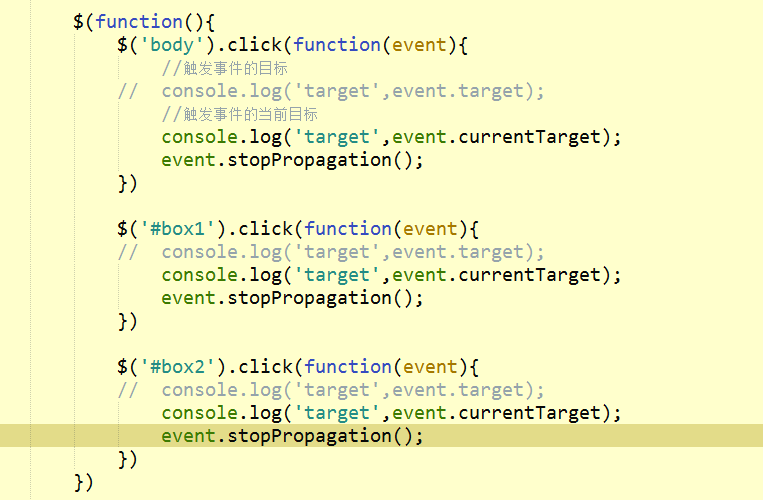 $(function(){
$('body').click(function(event){
//触发事件的目标
// console.log('target',event.target);
//触发事件的当前目标
console.log('target',event.currentTarget);
event.stopPropagation();
})
$('#box1').click(function(event){
// console.log('target',event.target);
console.log('target',event.currentTarget);
event.stopPropagation();
})
$('#box2').click(function(event){
// console.log('target',event.target);
console.log('target',event.currentTarget);
event.stopPropagation();
})
})